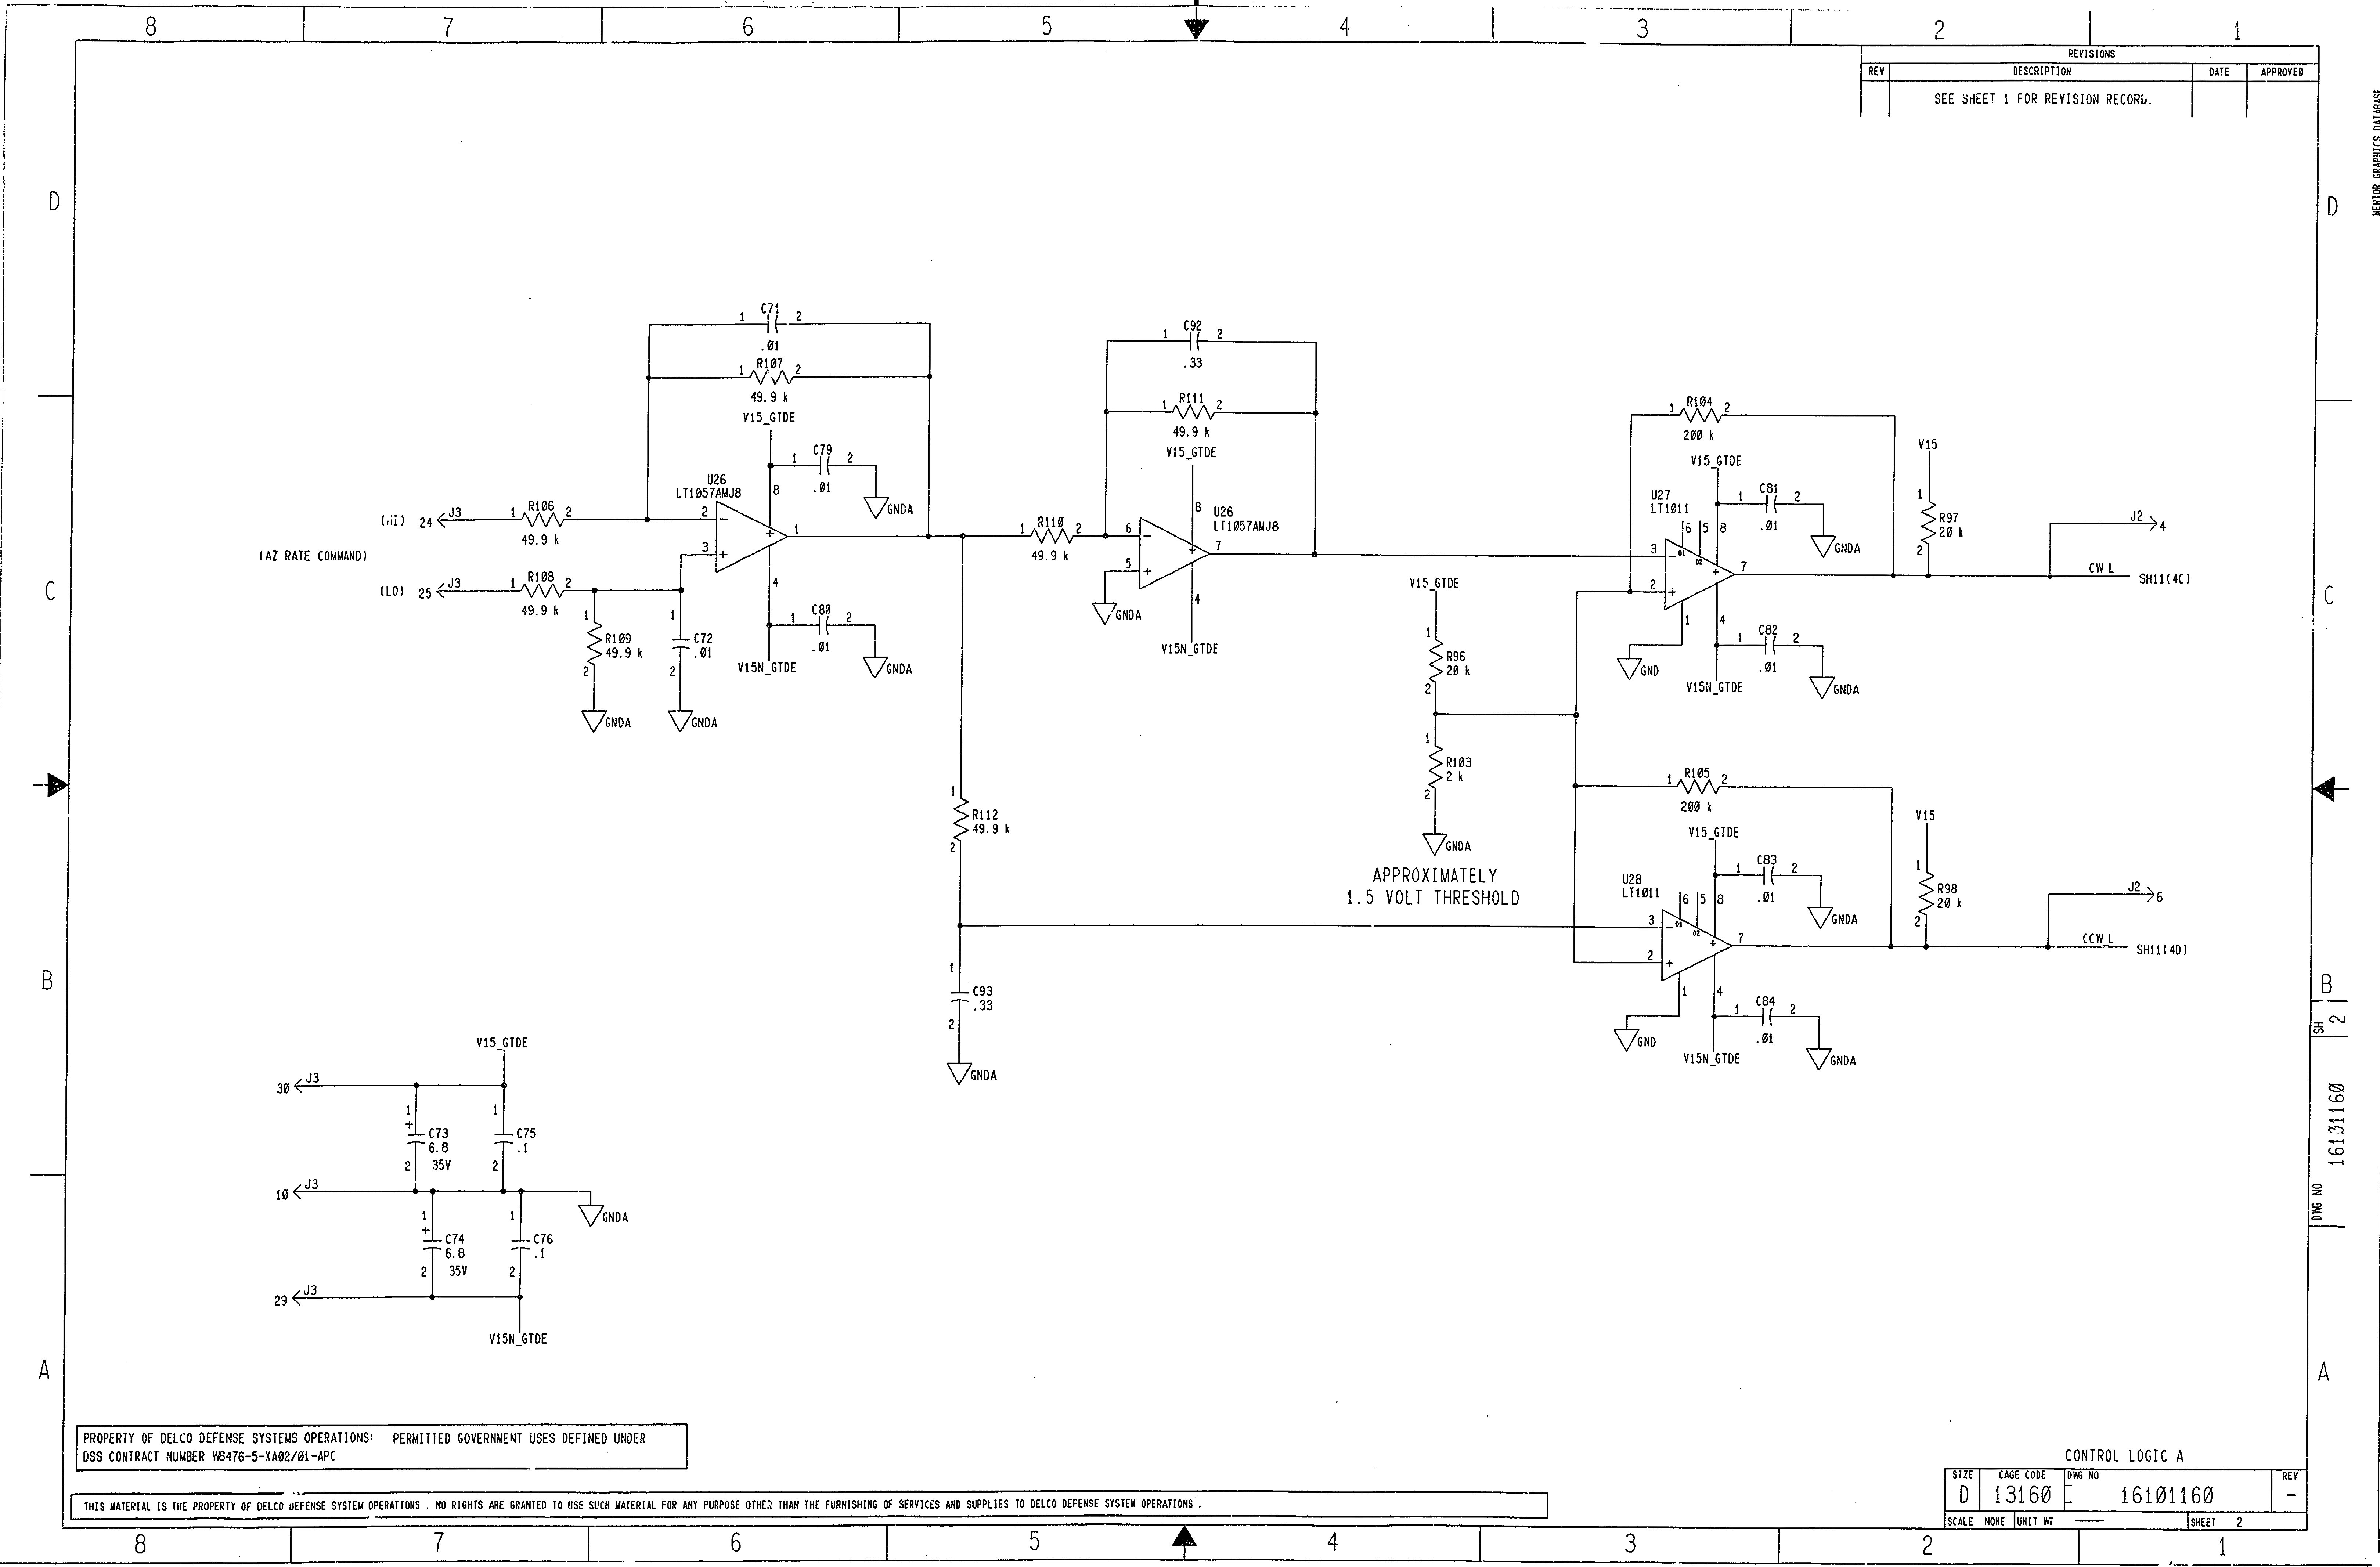 8 7 6 5 4 3 2 1
REVISIONS
REV DESCRIPTION DATE APPROVED
SEE SHEET 1 FOR REVISION RECORD.
MENTOR GRAPHICS DATABASE
D
D
1 C71 2
.01
1 R107 2
49.9 k
V15_GTDE
1 C79 2
.01
GNDA
U26
LT1057AMJ8
8
2 - + 1
3 +
4
24 J3 1 R106 2
49.9 k
(AZ RATE COMMAND)
(LO) 25 J3 1 R108 2
49.9 k
1
R109
49.9 k
2
GNDA
1
C72
.01
2
GNDA
1 C80 2
.01
GNDA
V15N_GTDE
1 C92 2
.33
1 R111 2
49.9 k
V15_GTDE
8
U26
LT1057AMJ8
1 R110 2
49.9 k
6 - + 7
5 +
4
GNDA
V15N_GTDE
1 R104 2
200 k
V15_GTDE
1 C81 2
.01
GNDA
U27
LT1011
6 5 8
O1
O2
3 - + 7
2 +
1 4
GND
1 C82 2
.01
GNDA
V15N_GTDE
V15
1
R97
20 k
2
J2 4
CW_L SH11(4C)
C
C
V15_GTDE
1
R96
20 k
2
1
R103
2 k
2
GNDA
APPROXIMATELY
1.5 VOLT THRESHOLD
1
R112
49.9 k
2
1
C93
.33
2
GNDA
1 R105 2
200 k
V15_GTDE
1 C83 2
.01
GNDA
U28
LT1011
6 5 8
O1
O2
3 - + 7
2 +
1 4
GND
1 C84 2
.01
GNDA
V15N_GTDE
V15
1
R98
20 k
2
J2 6
CCW_L SH11(4D)
B
B
SH 2
16101160
DWG NO
V15_GTDE
30 J3
1
+
C73
6.8
35V
2
1
C75
.1
2
10 J3
GNDA
1
+
C74
6.8
35V
2
1
C76
.1
2
29 J3
V15N_GTDE
A
A
PROPERTY OF DELCO DEFENSE SYSTEMS OPERATIONS: PERMITTED GOVERNMENT USES DEFINED UNDER
DSS CONTRACT NUMBER W8476-5-XA02/01-APC
THIS MATERIAL IS THE PROPERTY OF DELCO DEFENSE SYSTEM OPERATIONS . NO RIGHTS ARE GRANTED TO USE SUCH MATERIAL FOR ANY PURPOSE OTHER THAN THE FURNISHING OF SERVICES AND SUPPLIES TO DELCO DEFENSE SYSTEM OPERATIONS .
CONTROL LOGIC A
SIZE CAGE CODE DWG NO REV
D 13160 16101160 -
SCALE NONE UNIT WT SHEET 2
8 7 6 5 4 3 2 1